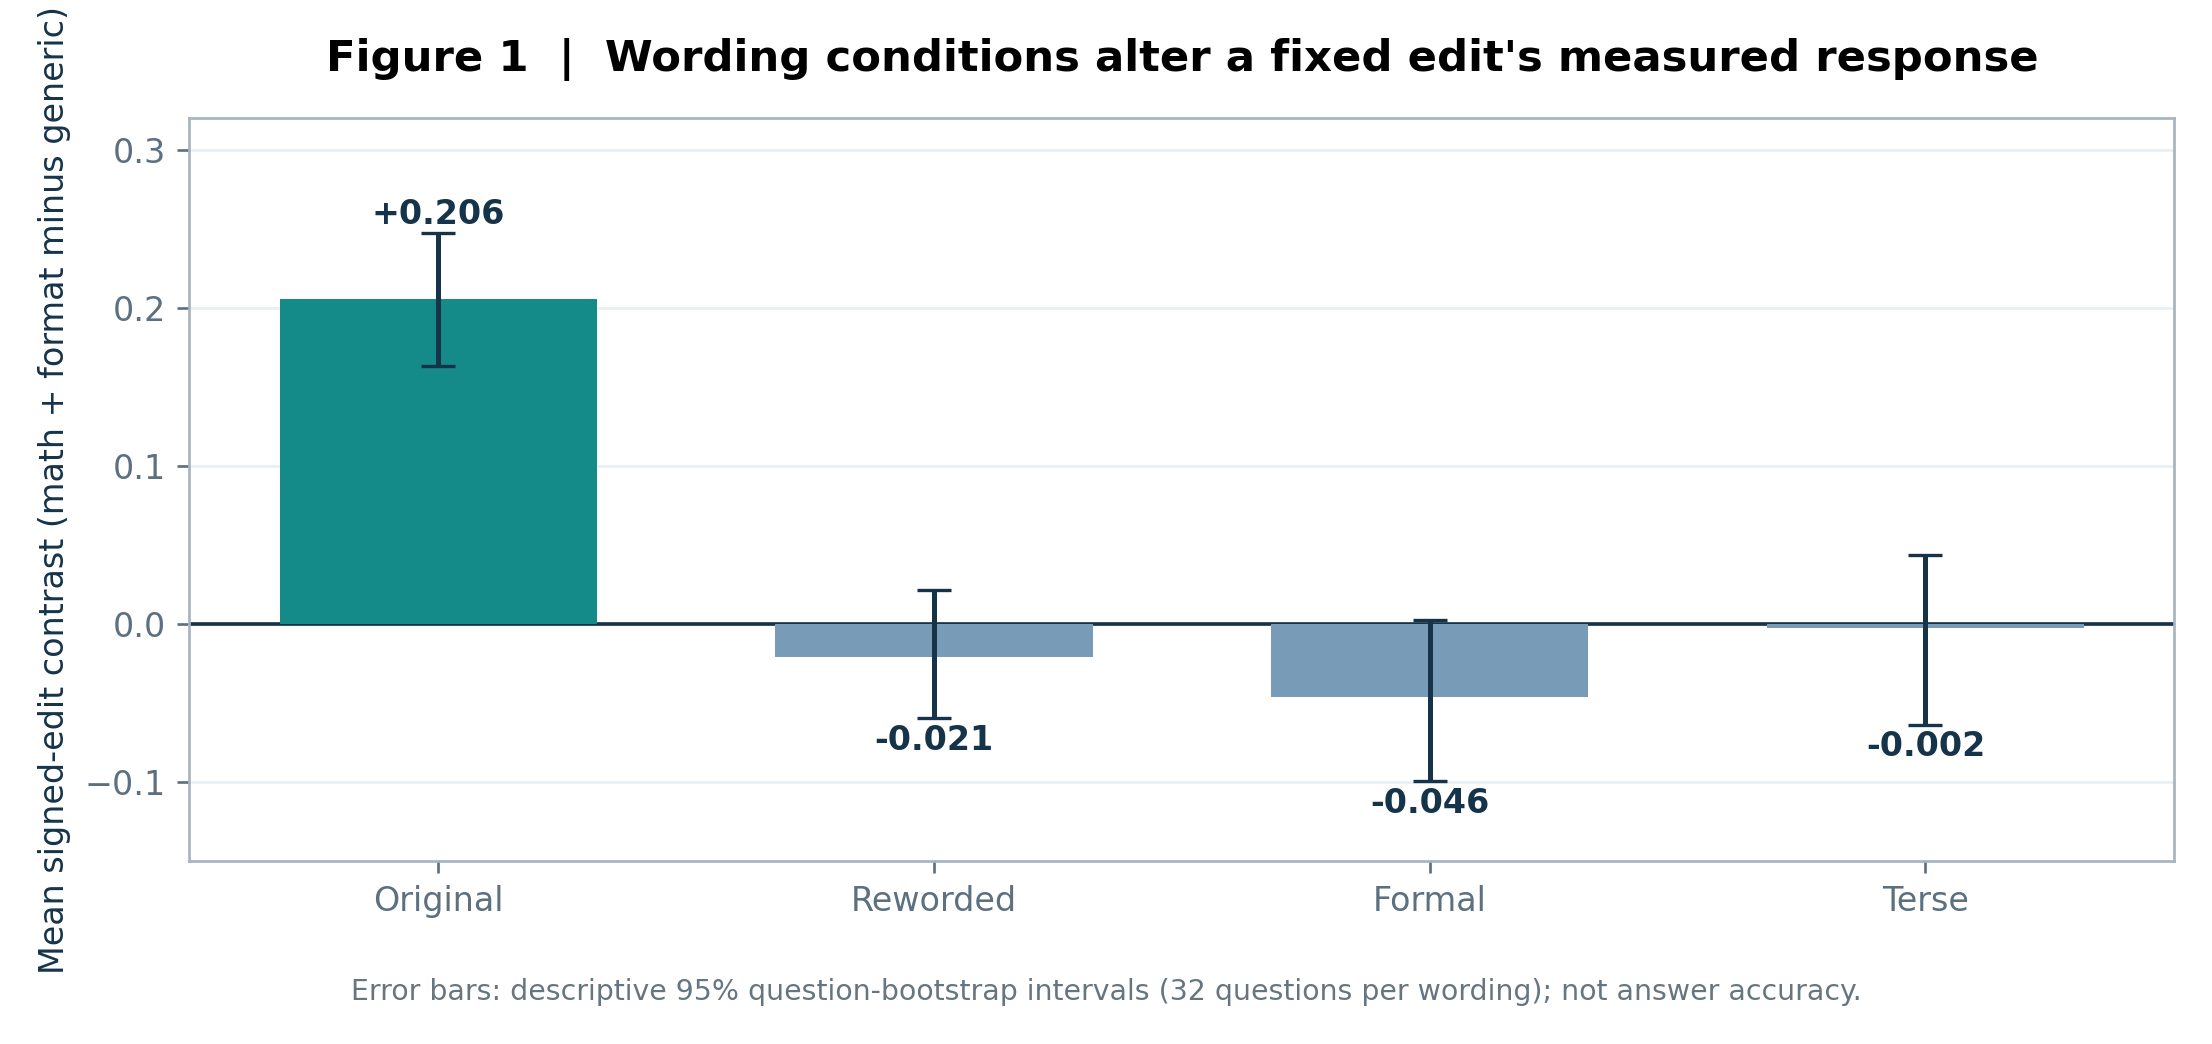 Figure 1 | Wording conditions alter a fixed edit's measured response
Mean signed-edit contrast (math + format minus generic)
0.3
0.2
0.1
0.0
−0.1
+0.206
-0.021
-0.046
-0.002
Original
Reworded
Formal
Terse
Error bars: descriptive 95% question-bootstrap intervals (32 questions per wording); not answer accuracy.